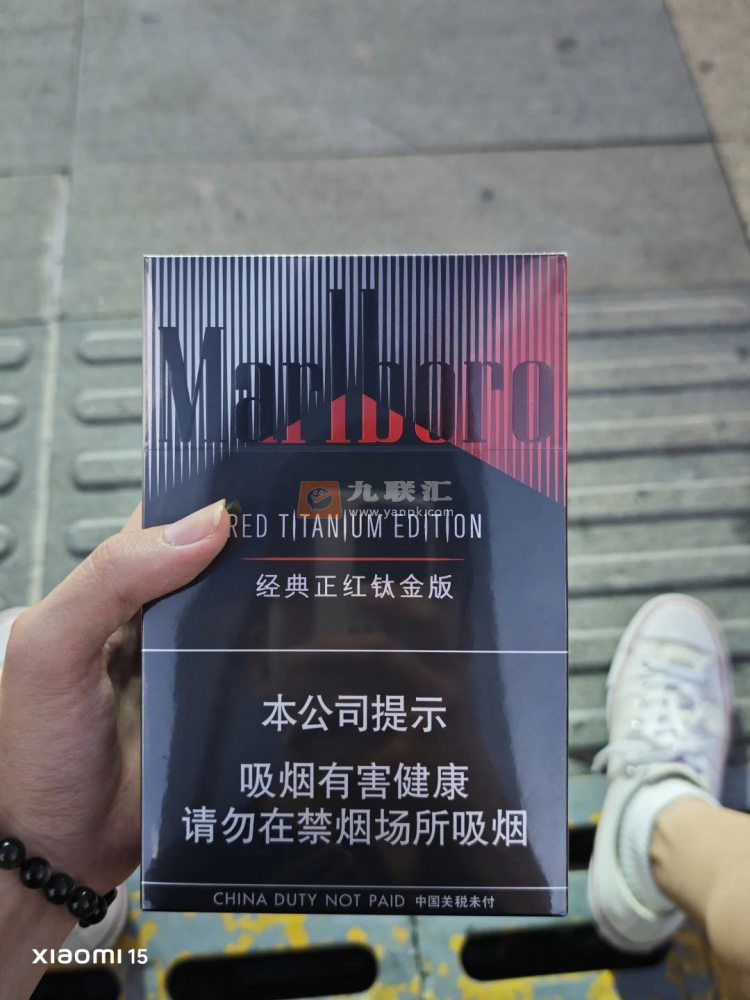 Marlboro
九联汇
www.yannk.com
RED TITANIUM EDITION
经典正红钛金版
本公司提示
吸烟有害健康
请勿在禁烟场所吸烟
CHINA DUTY NOT PAID 中国关税未付
xiaomi 15